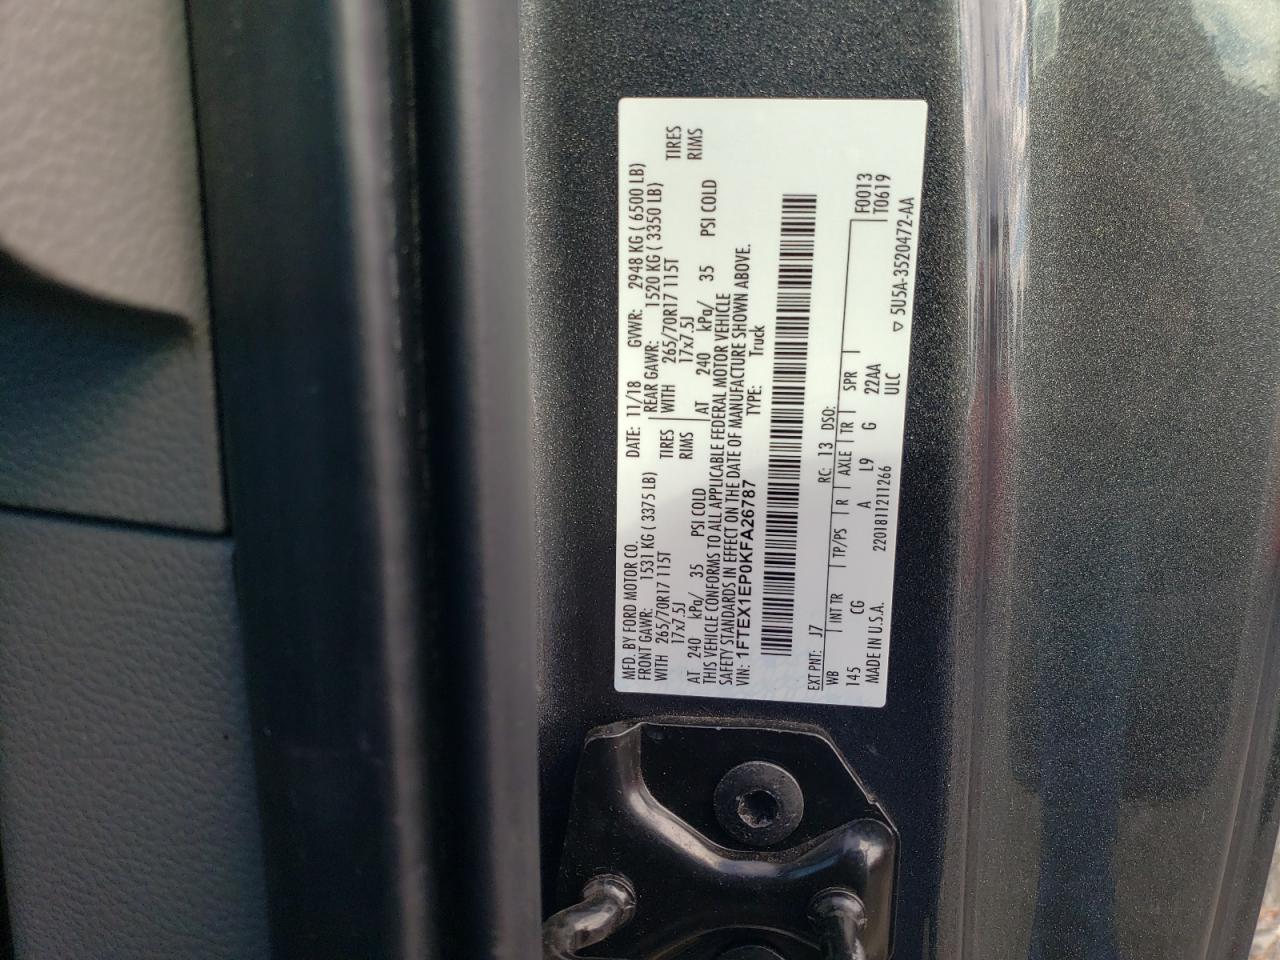 MFD. BY FORD MOTOR CO.
DATE: 11/18 GVWR: 2948 KG ( 6500 LB)
FRONT GAWR: 1531 KG ( 3375 LB) REAR GAWR: 1520 KG ( 3350 LB)
WITH 265/70R17 115T TIRES WITH 265/70R17 115T TIRES
17x7.5J RIMS 17x7.5J RIMS
AT 240 kPa/ 35 PSI COLD AT 240 kPa/ 35 PSI COLD
THIS VEHICLE CONFORMS TO ALL APPLICABLE FEDERAL MOTOR VEHICLE
SAFETY STANDARDS IN EFFECT ON THE DATE OF MANUFACTURE SHOWN ABOVE.
VIN: 1FTEX1EP0KFA26787 TYPE: Truck
EXT PNT: J7 RC: 13 DSO:
WB INT TR TP/PS R AXLE TR SPR F0013
145 CG A L9 G 22AA T0619
MADE IN U.S.A. 2201811211266 ULC ▽ 5U5A-3520472-AA